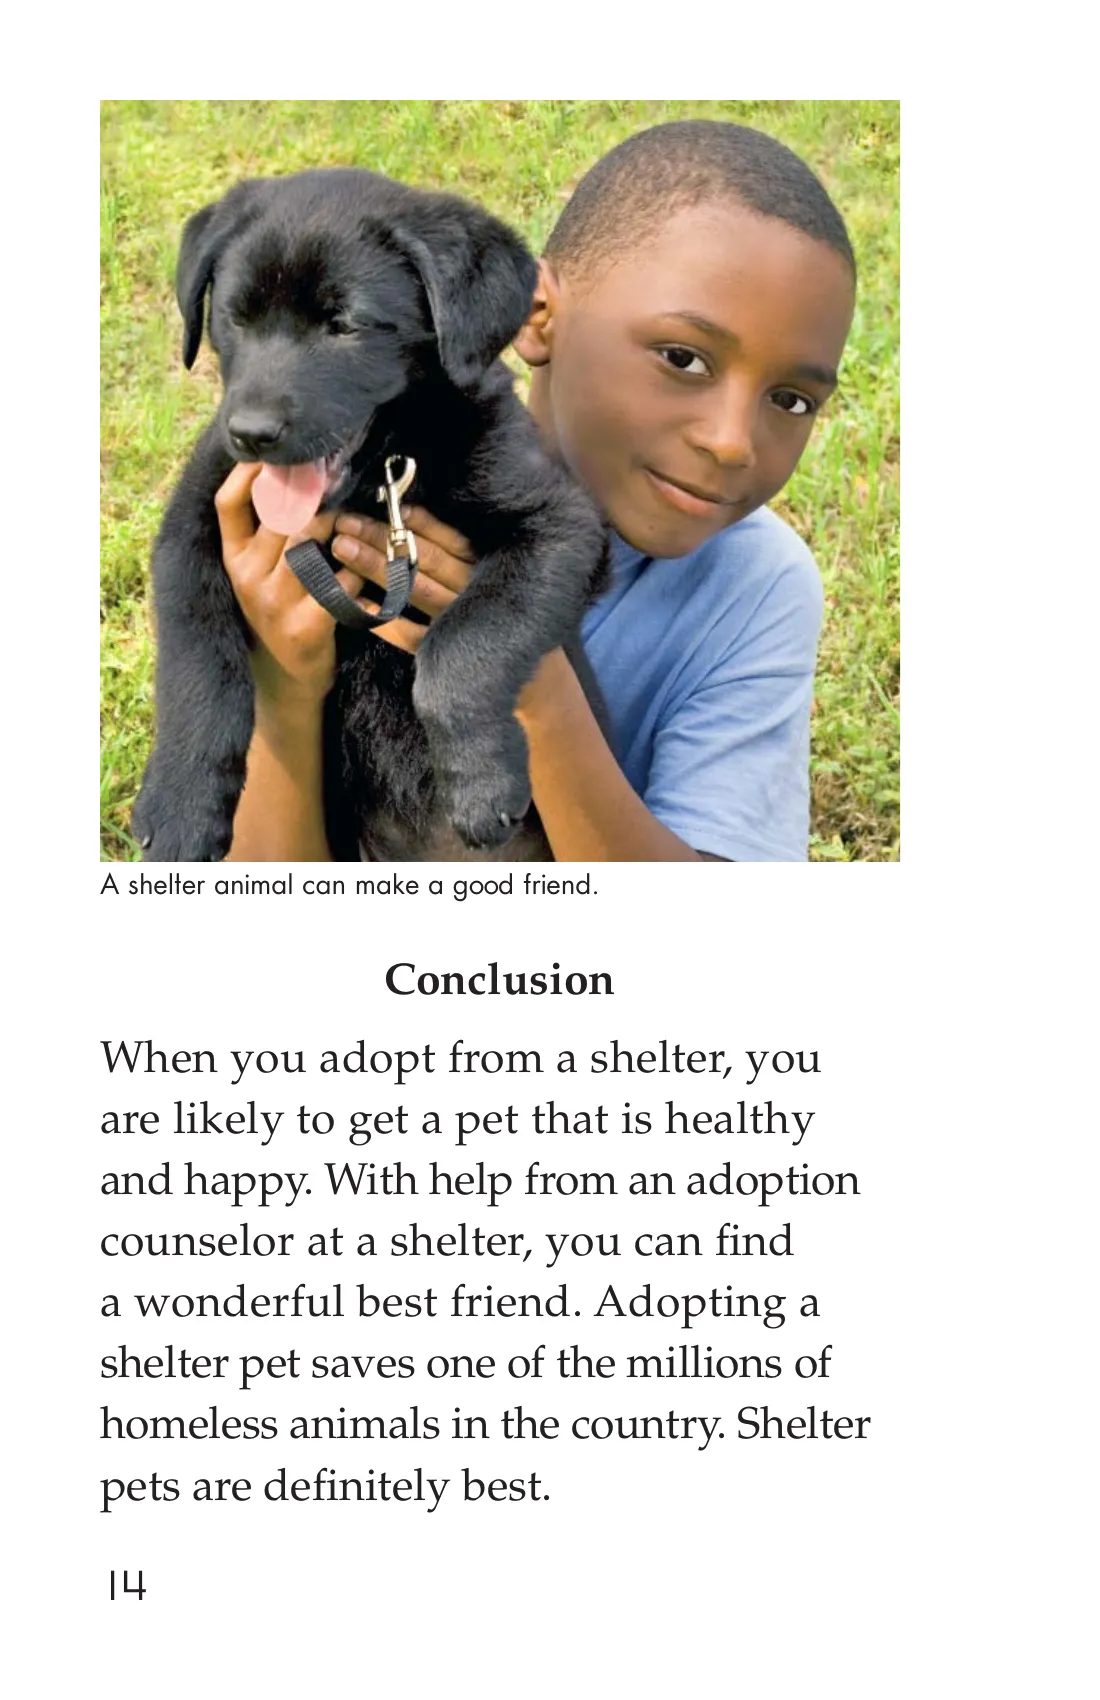 A shelter animal can make a good friend.
Conclusion
When you adopt from a shelter, you
are likely to get a pet that is healthy
and happy. With help from an adoption
counselor at a shelter, you can find
a wonderful best friend. Adopting a
shelter pet saves one of the millions of
homeless animals in the country. Shelter
pets are definitely best.
14